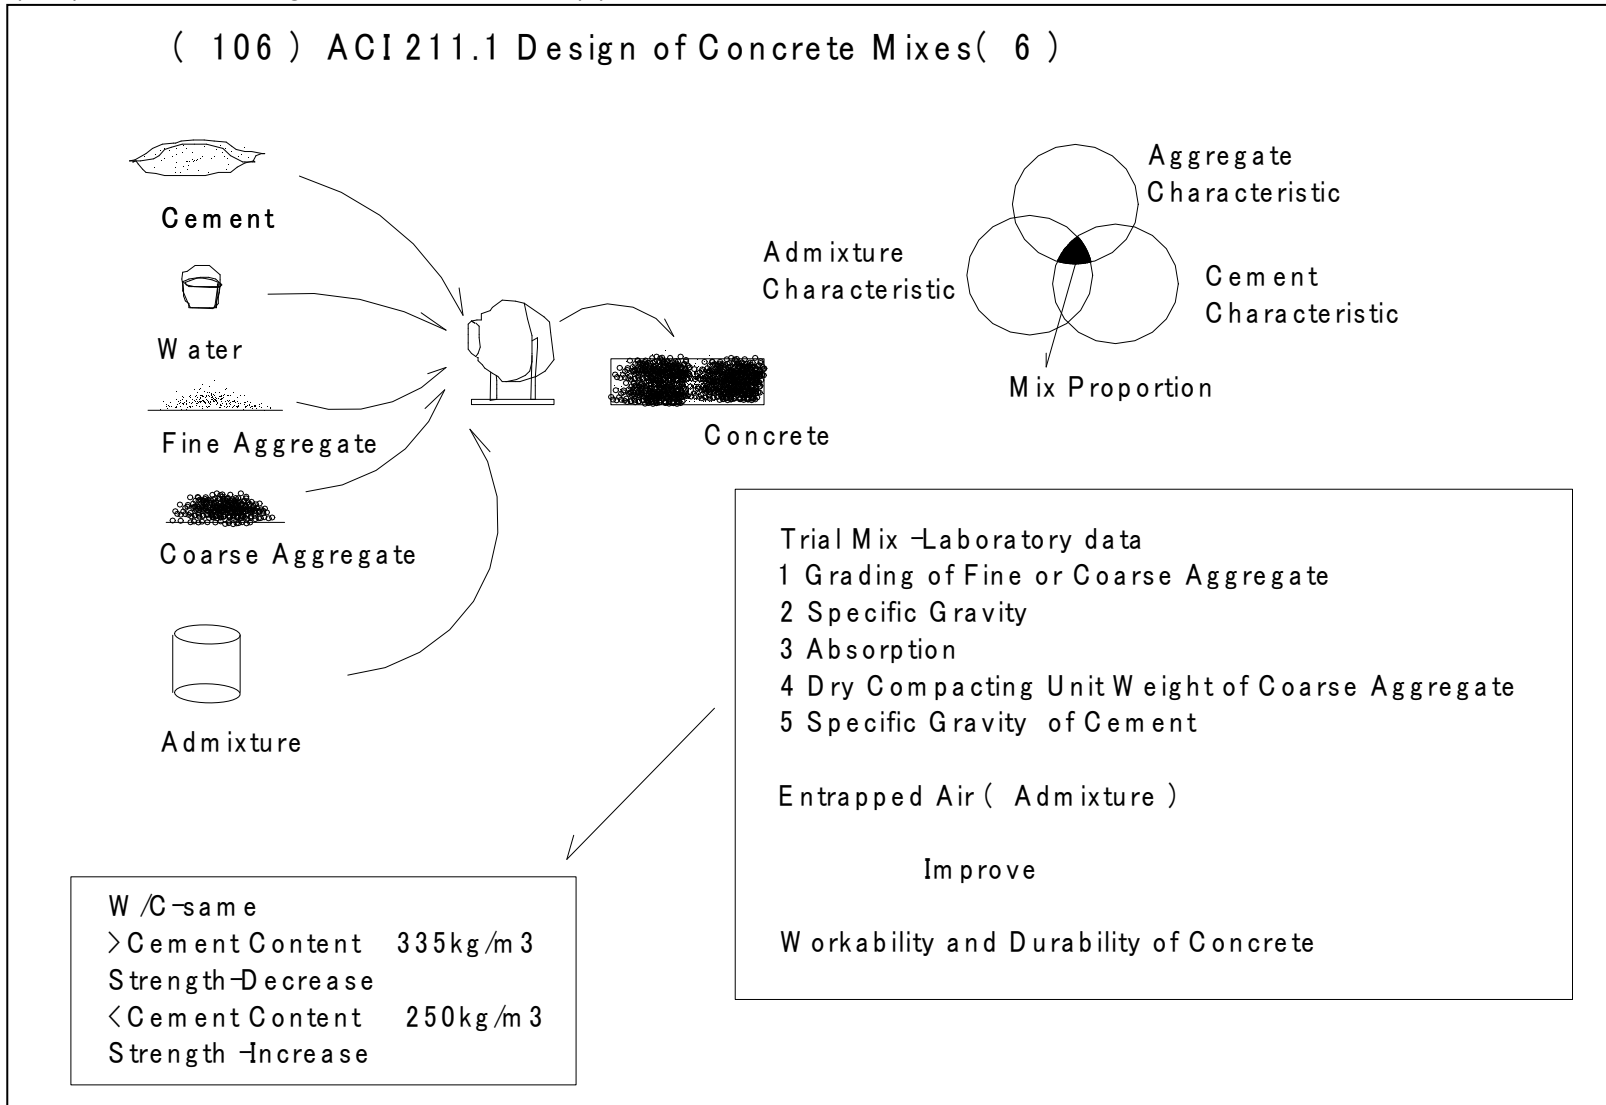 ( 106 ) ACI 211.1 Design of Concrete Mixes( 6 )
Cement
Water
Fine Aggregate
Coarse Aggregate
Admixture
Concrete
Aggregate
Characteristic
Admixture
Characteristic
Cement
Characteristic
Mix Proportion
Trial Mix -Laboratory data
1 Grading of Fine or Coarse Aggregate
2 Specific Gravity
3 Absorption
4 Dry Compacting Unit Weight of Coarse Aggregate
5 Specific Gravity of Cement
Entrapped Air ( Admixture )
Improve
Workability and Durability of Concrete
W/C-same
>Cement Content 335kg/m3
Strength-Decrease
<Cement Content 250kg/m3
Strength -Increase